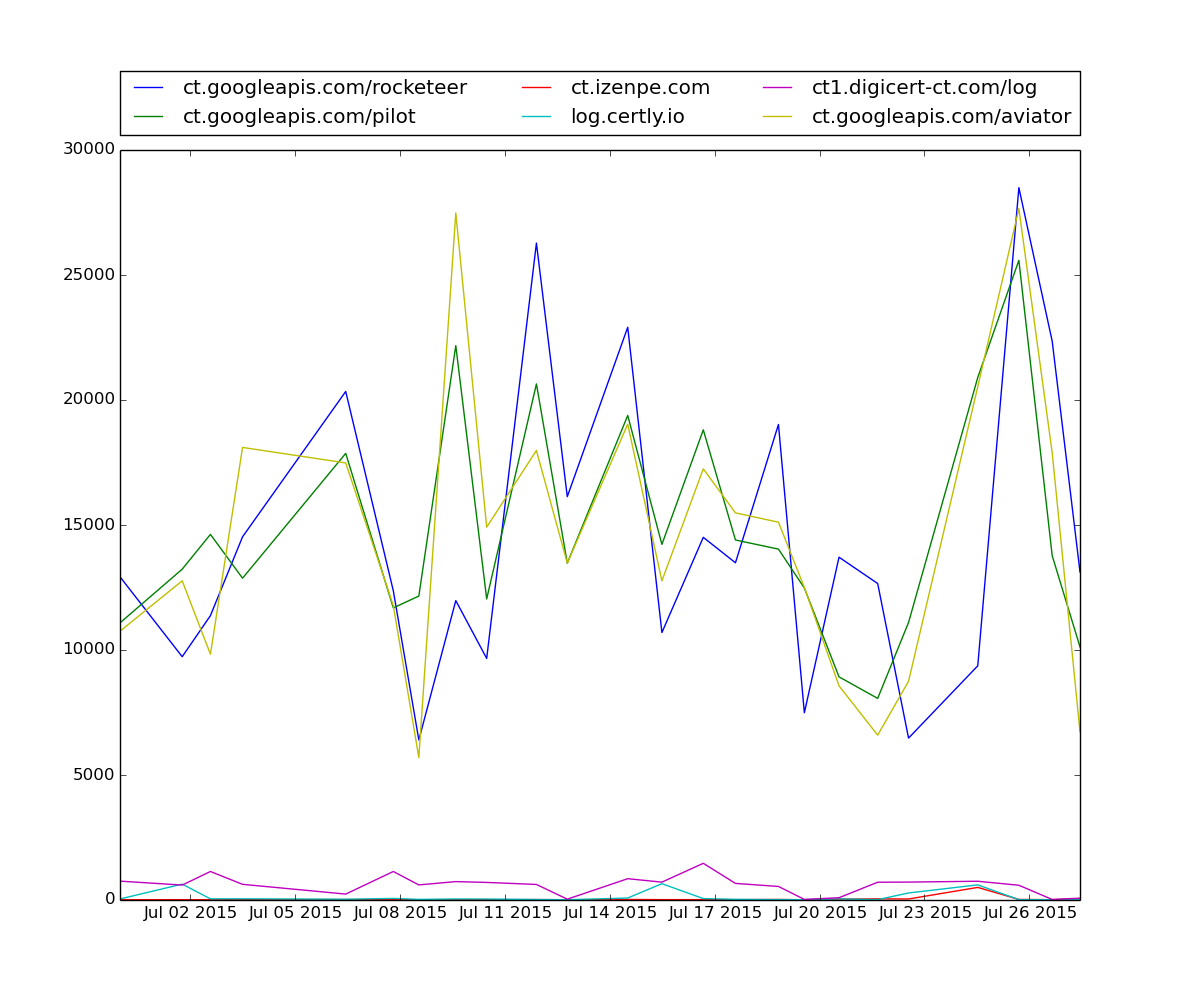 ct.googleapis.com/rocketeer ct.izenpe.com ct1.digicert-ct.com/log
ct.googleapis.com/pilot log.certly.io ct.googleapis.com/aviator
30000
25000
20000
15000
10000
5000
0
Jul 02 2015 Jul 05 2015 Jul 08 2015 Jul 11 2015 Jul 14 2015 Jul 17 2015 Jul 20 2015 Jul 23 2015 Jul 26 2015